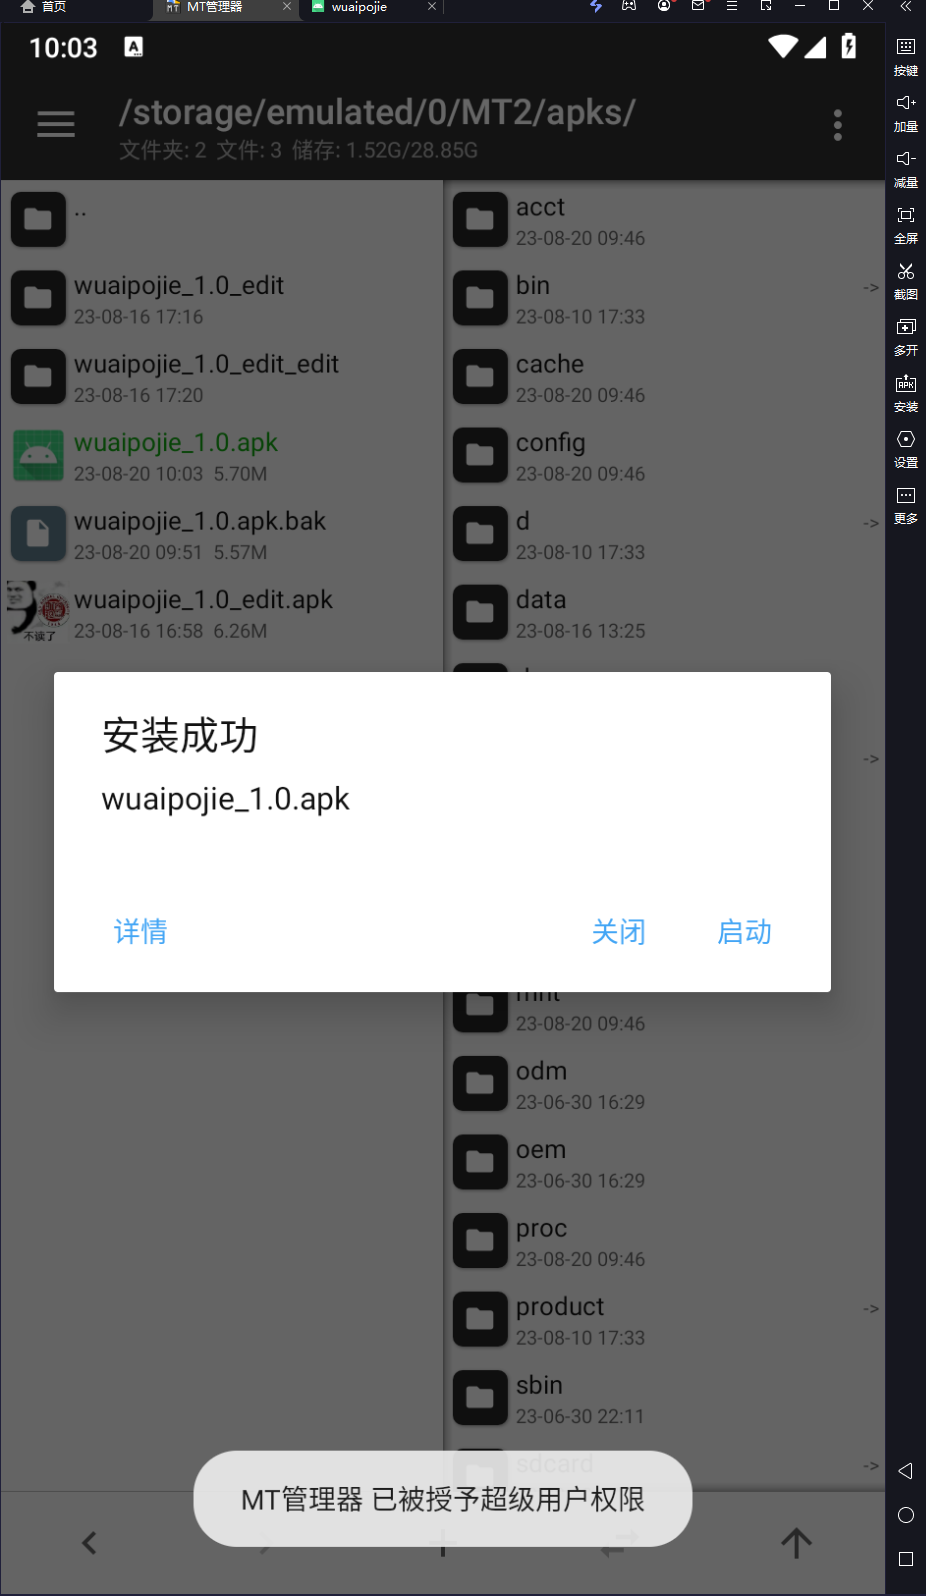 首页
MT管理器
wuaipojie
10:03
/storage/emulated/0/MT2/apks/
文件夹: 2 文件: 3 储存: 1.52G/28.85G
..
wuaipojie_1.0_edit
23-08-16 17:16
wuaipojie_1.0_edit_edit
23-08-16 17:20
wuaipojie_1.0.apk
23-08-20 10:03 5.70M
wuaipojie_1.0.apk.bak
23-08-20 09:51 5.57M
不读了
wuaipojie_1.0_edit.apk
23-08-16 16:58 6.26M
acct
23-08-20 09:46
bin
->
23-08-10 17:33
cache
23-08-20 09:46
config
23-08-20 09:46
d
->
23-08-10 17:33
data
23-08-16 13:25
->
安装成功
wuaipojie_1.0.apk
详情
关闭
启动
mnt
23-08-20 09:46
odm
23-06-30 16:29
oem
23-06-30 16:29
proc
23-08-20 09:46
product
->
23-08-10 17:33
sbin
23-06-30 22:11
sdcard
->
MT管理器 已被授予超级用户权限
按键
加量
减量
全屏
截图
多开
APK
安装
设置
更多